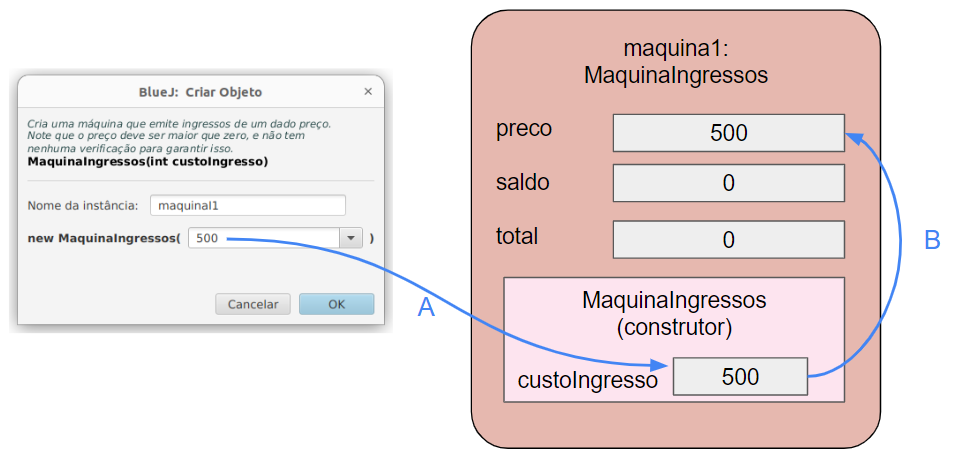 BlueJ: Criar Objeto
×
Cria uma máquina que emite ingressos de um dado preço.
Note que o preço deve ser maior que zero, e não tem
nenhuma verificação para garantir isso.
MaquinaIngressos(int custoIngresso)
Nome da instância:
maquinal1
new MaquinaIngressos(
500
)
Cancelar
OK
A
maquina1:
MaquinaIngressos
preco
500
saldo
0
total
0
MaquinaIngressos
(construtor)
custoIngresso
500
B